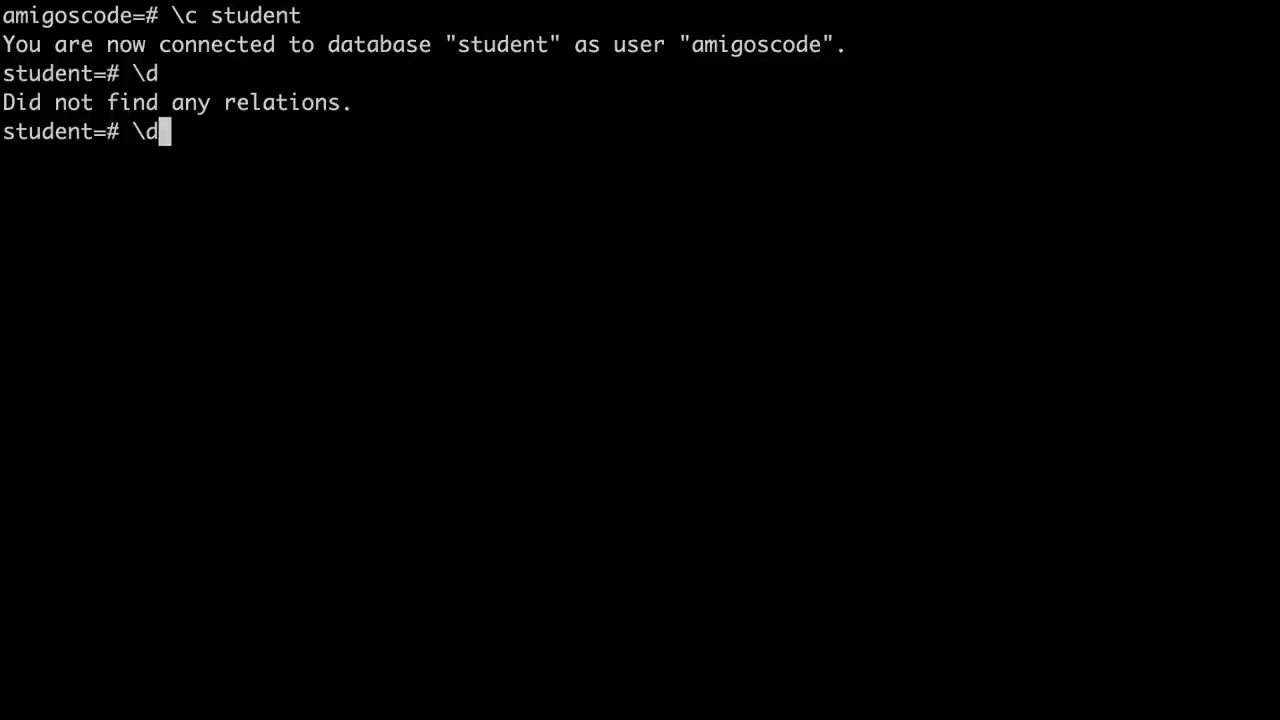 amigoscode=# \c student
You are now connected to database "student" as user "amigoscode".
student=# \d
Did not find any relations.
student=# \d